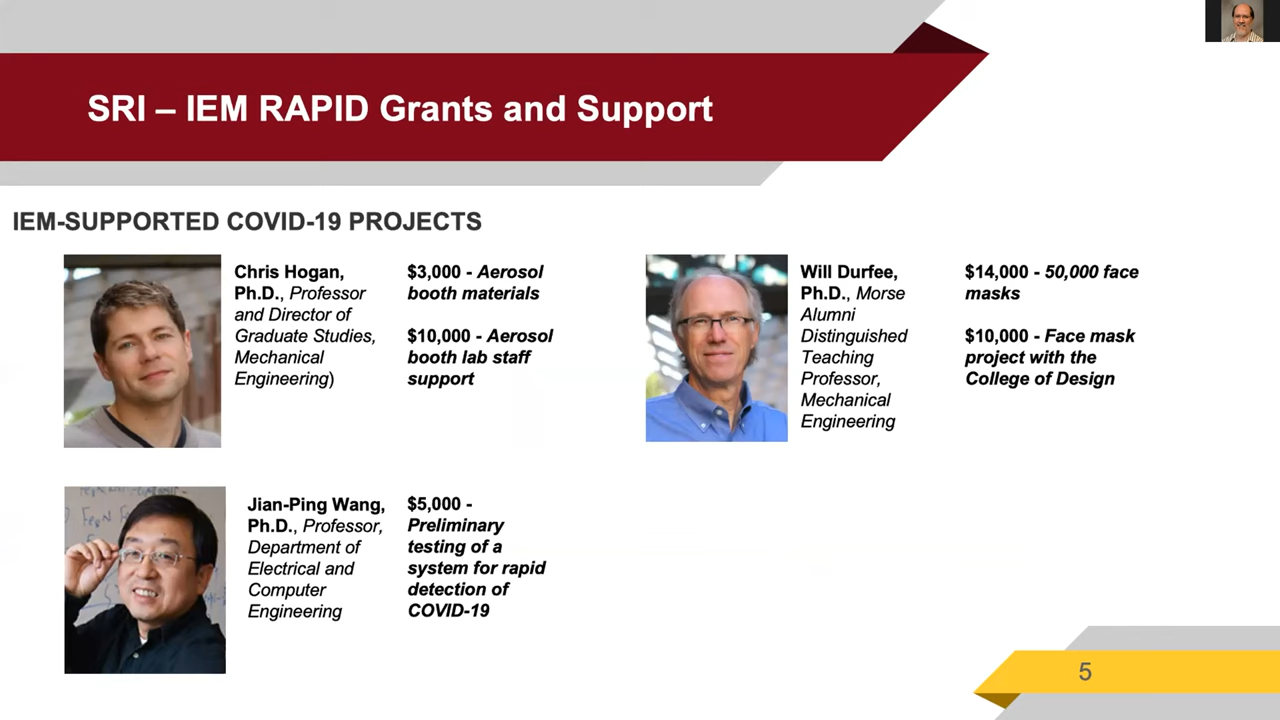 SRI – IEM RAPID Grants and Support
IEM-SUPPORTED COVID-19 PROJECTS
Chris Hogan,
Ph.D., Professor
and Director of
Graduate Studies,
Mechanical
Engineering)
$3,000 - Aerosol
booth materials
$10,000 - Aerosol
booth lab staff
support
Will Durfee,
Ph.D., Morse
Alumni
Distinguished
Teaching
Professor,
Mechanical
Engineering
$14,000 - 50,000 face
masks
$10,000 - Face mask
project with the
College of Design
Jian-Ping Wang,
Ph.D., Professor,
Department of
Electrical and
Computer
Engineering
$5,000 -
Preliminary
testing of a
system for rapid
detection of
COVID-19
5